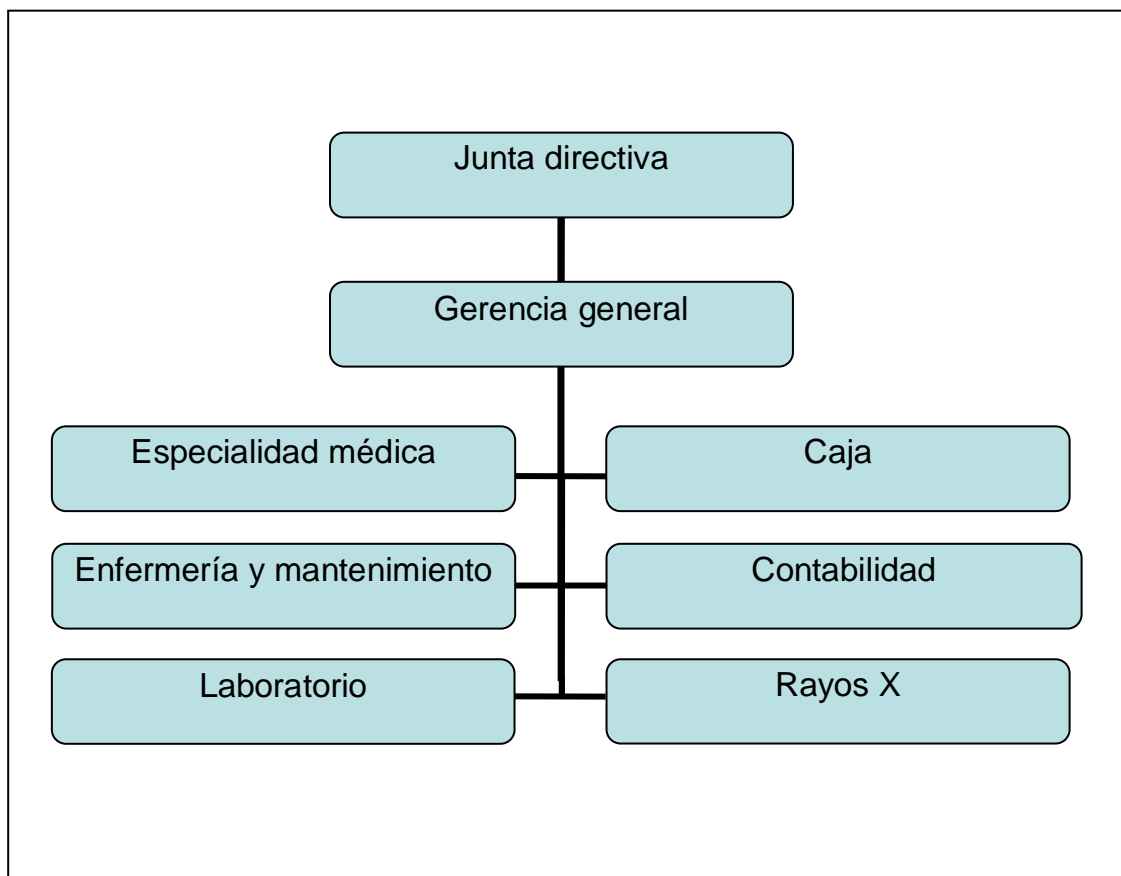 Junta directiva
Gerencia general
Especialidad médica
Caja
Enfermería y mantenimiento
Contabilidad
Laboratorio
Rayos X